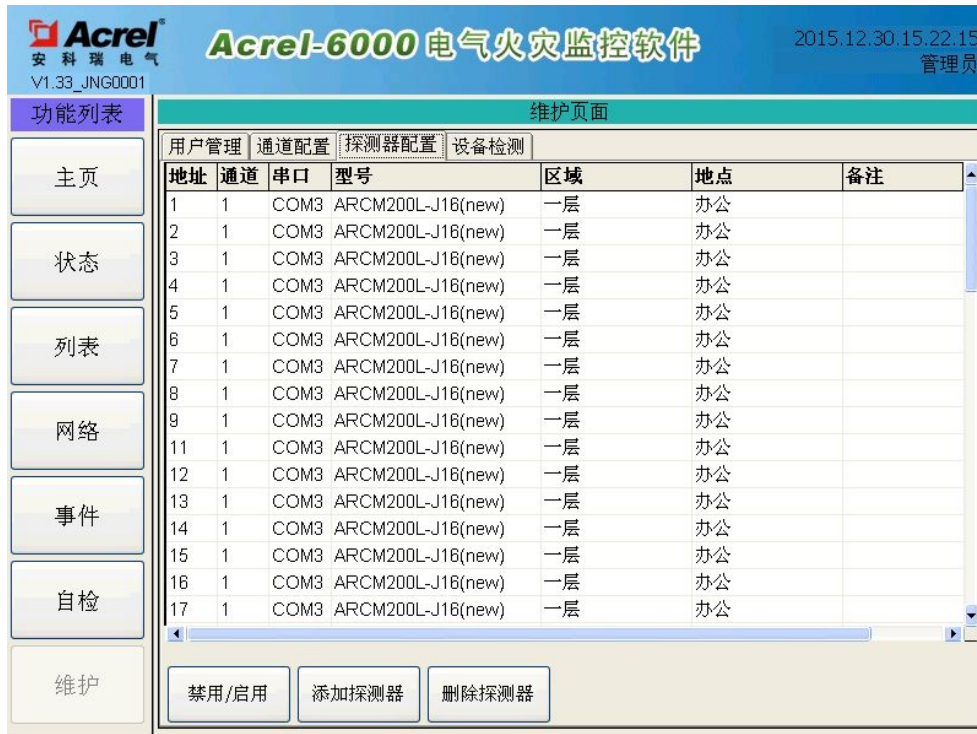 Acrel®
安 科 瑞 电 气
V1.33_JNG0001
Acrel-6000 电气火灾监控软件
2015.12.30.15.22.15
管理员
功能列表
主页
状态
列表
网络
事件
自检
维护
维护页面
用户管理 通道配置 探测器配置 设备检测
地址 通道 串口 型号 区域 地点 备注
1 1 COM3 ARCM200L-J16(new) 一层 办公
2 1 COM3 ARCM200L-J16(new) 一层 办公
3 1 COM3 ARCM200L-J16(new) 一层 办公
4 1 COM3 ARCM200L-J16(new) 一层 办公
5 1 COM3 ARCM200L-J16(new) 一层 办公
6 1 COM3 ARCM200L-J16(new) 一层 办公
7 1 COM3 ARCM200L-J16(new) 一层 办公
8 1 COM3 ARCM200L-J16(new) 一层 办公
9 1 COM3 ARCM200L-J16(new) 一层 办公
11 1 COM3 ARCM200L-J16(new) 一层 办公
12 1 COM3 ARCM200L-J16(new) 一层 办公
13 1 COM3 ARCM200L-J16(new) 一层 办公
14 1 COM3 ARCM200L-J16(new) 一层 办公
15 1 COM3 ARCM200L-J16(new) 一层 办公
16 1 COM3 ARCM200L-J16(new) 一层 办公
17 1 COM3 ARCM200L-J16(new) 一层 办公
禁用/启用 添加探测器 删除探测器